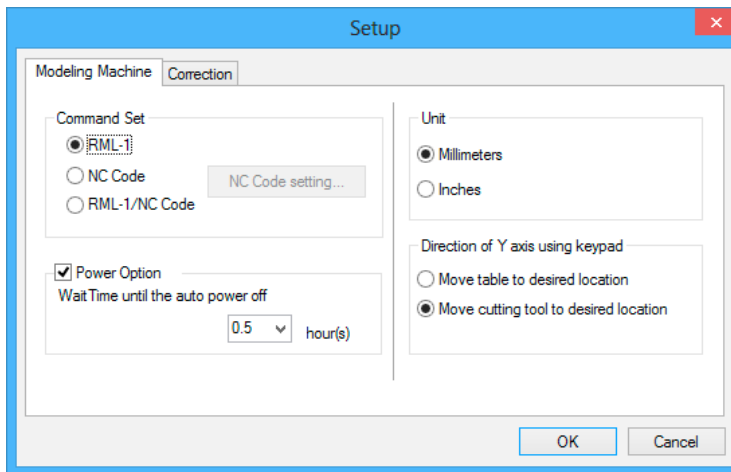 Setup
Modeling Machine
Correction
Command Set
RML-1
NC Code
NC Code setting...
RML-1/NC Code
Power Option
WaitTime until the auto power off
0.5
hour(s)
Unit
Millimeters
Inches
Direction of Y axis using keypad
Move table to desired location
Move cutting tool to desired location
OK
Cancel